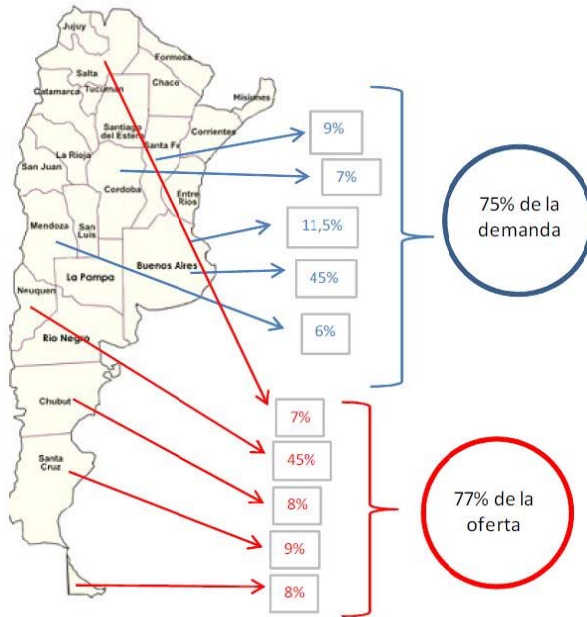 Jujuy
Formosa
Salta
Chaco
Tucuman
Catamarca
Misiones
Santiago
del Estero
Corrientes
Santa Fe
La Rioja
San Juan
Cordoba
Entre
Rios
Mendoza
San
Luis
Buenos Aires
La Pampa
Neuquen
Rio Negro
Chubut
Santa
Cruz
9%
7%
11,5%
45%
6%
75% de la
demanda
7%
45%
8%
9%
8%
77% de la
oferta